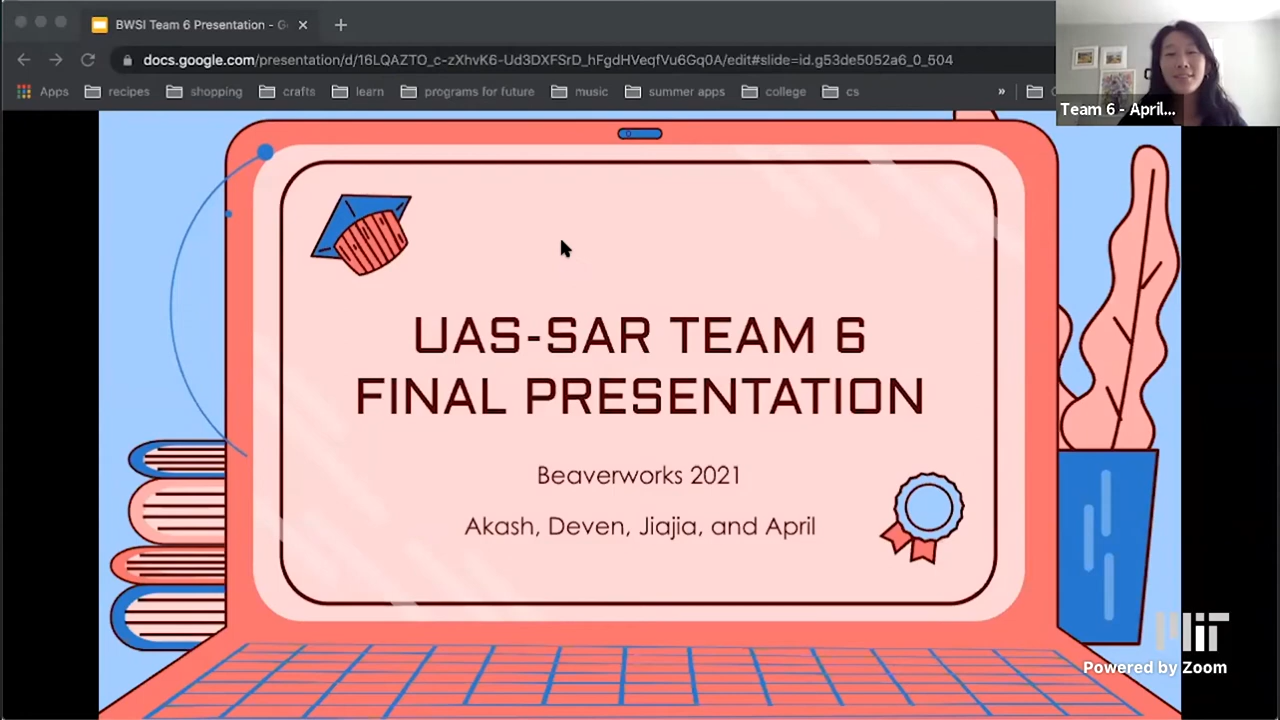 BWSI Team 6 Presentation - G
docs.google.com/presentation/d/16LQAZTO_c-zXhvK6-Ud3DXFSrD_hFgdHVeqfVu6Gq0A/edit#slide=id.g53de5052a6_0_504
Apps recipes shopping crafts learn programs for future music summer apps college cs »
Team 6 - April...
UAS-SAR TEAM 6
FINAL PRESENTATION
Beaverworks 2021
Akash, Deven, Jiajia, and April
MIT
Powered by Zoom